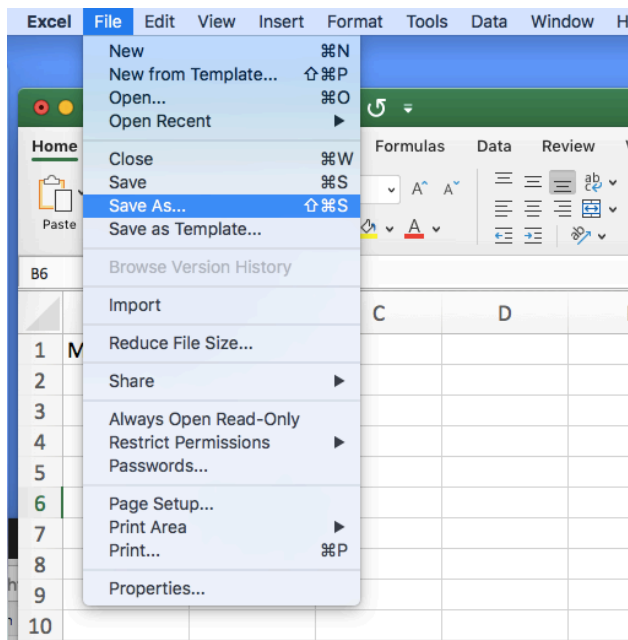 Excel File Edit View Insert Format Tools Data Window H
New ⌘N
New from Template... ⇧⌘P
Open... ⌘O
Open Recent ▶
Close ⌘W
Save ⌘S
Save As... ⇧⌘S
Save as Template...
Browse Version History
Import
Reduce File Size...
Share ▶
Always Open Read-Only
Restrict Permissions ▶
Passwords...
Page Setup...
Print Area ▶
Print... ⌘P
Properties...
Home Formulas Data Review
Paste
A^ A˅
ab
c
A
ab
B6
C D
1 M
2
3
4
5
6
7
8
9
10